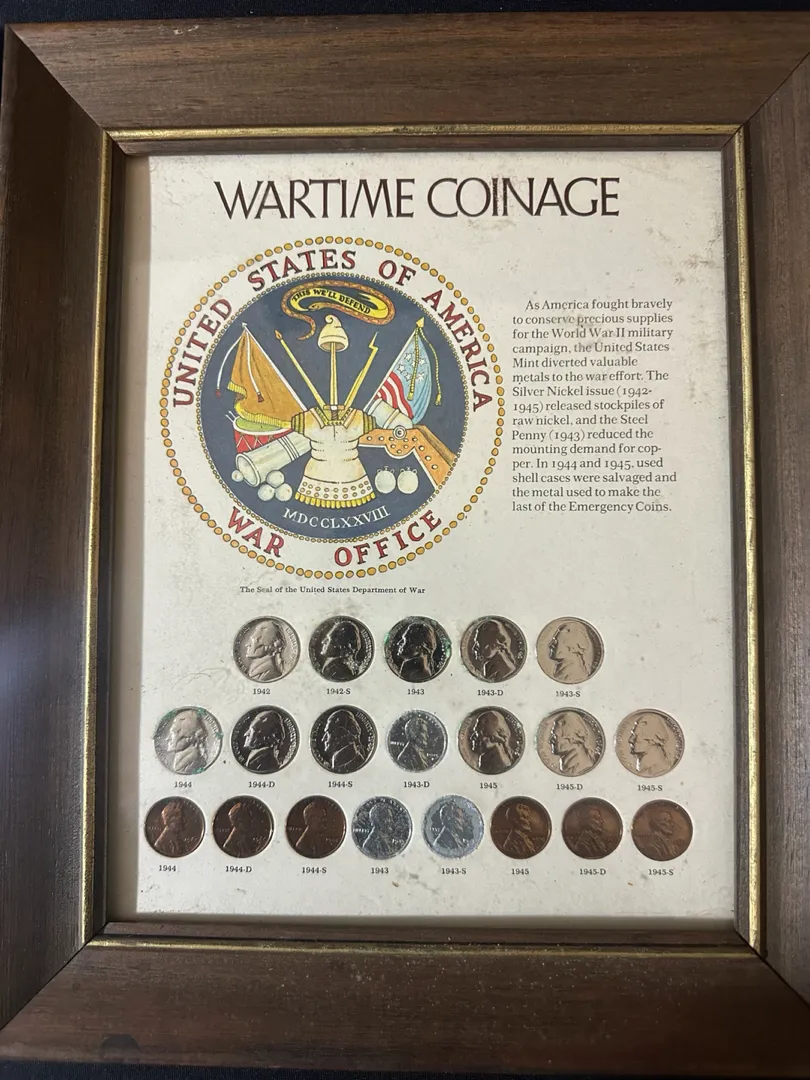 WARTIME COINAGE
UNITED STATES OF AMERICA
THIS WE'LL DEFEND
MDCCLXXVIII
WAR OFFICE
The Seal of the United States Department of War
As America fought bravely
to conserve precious supplies
for the World War II military
campaign, the United States
Mint diverted valuable
metals to the war effort. The
Silver Nickel issue (1942-
1945) released stockpiles of
raw nickel, and the Steel
Penny (1943) reduced the
mounting demand for cop-
per. In 1944 and 1945, used
shell cases were salvaged and
the metal used to make the
last of the Emergency Coins.
1942 1942-S 1943 1943-D 1943-S
1944 1944-D 1944-S 1943-D 1945 1945-D 1945-S
1944 1944-D 1944-S 1943 1943-S 1945 1945-D 1945-S